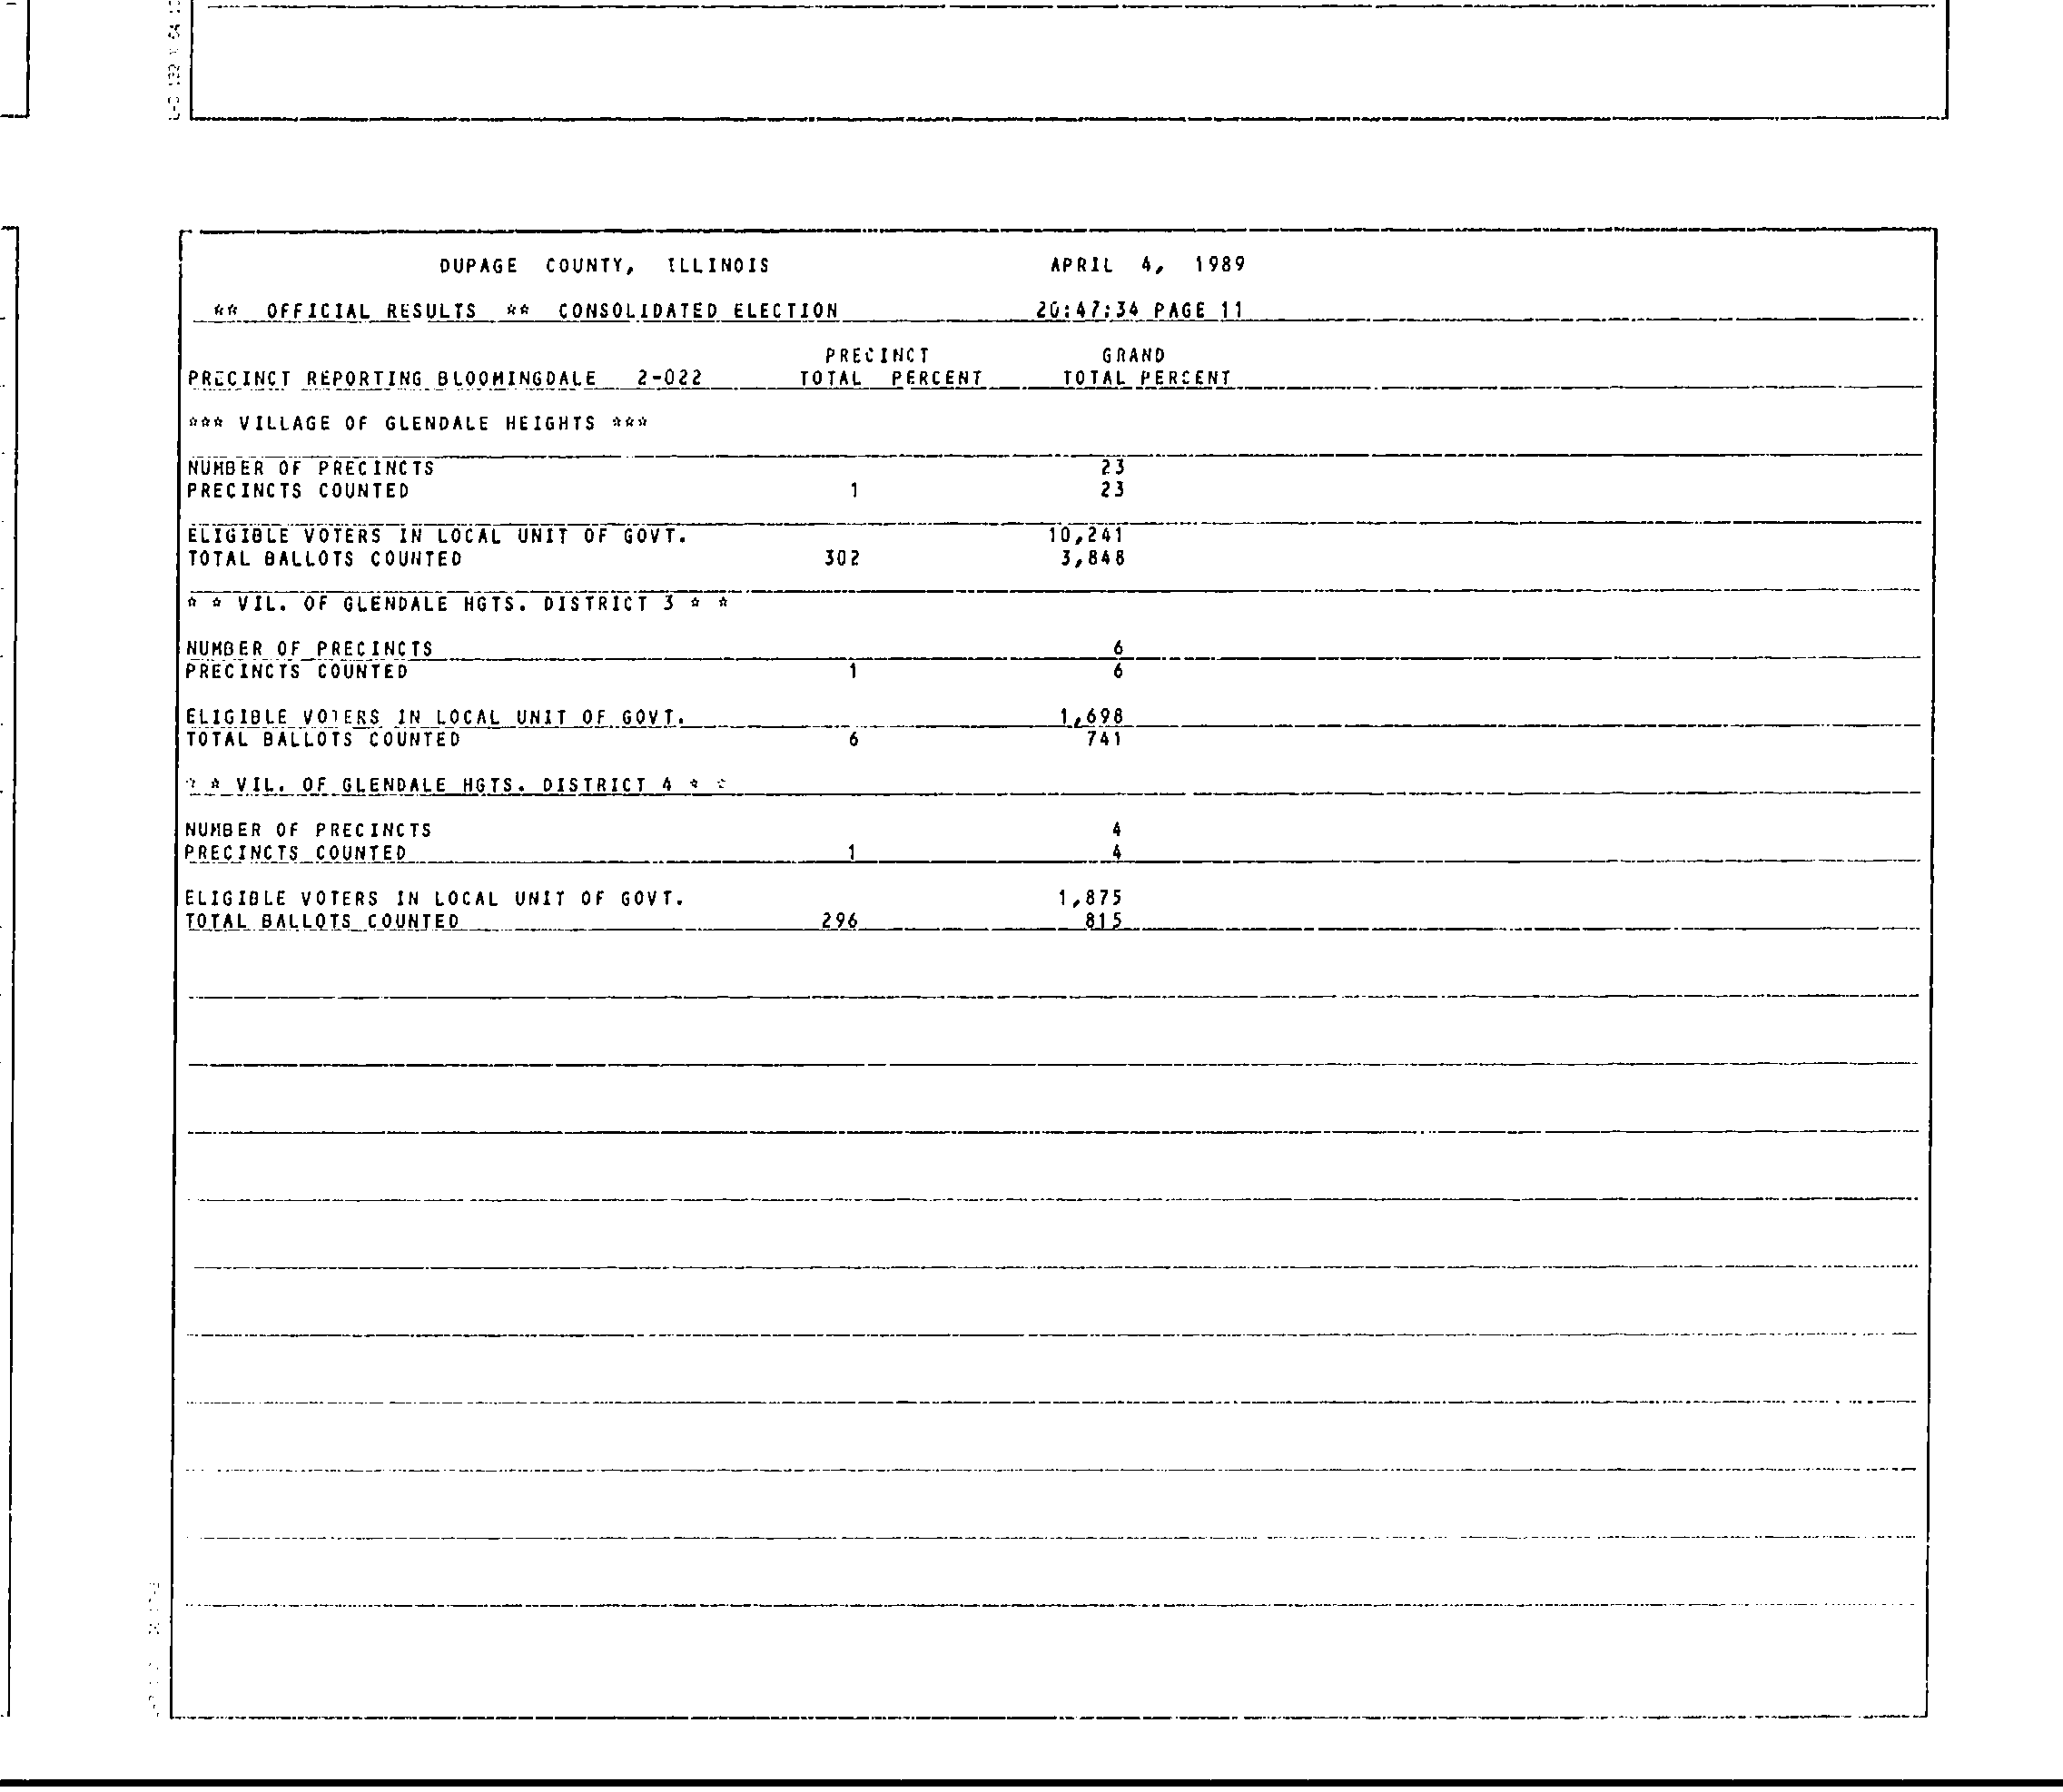 DUPAGE COUNTY, ILLINOIS APRIL 4, 1989
** OFFICIAL RESULTS ** CONSOLIDATED ELECTION 20:47:34 PAGE 11
PRECINCT GRAND
PRECINCT REPORTING BLOOMINGDALE 2-022 TOTAL PERCENT TOTAL PERCENT
*** VILLAGE OF GLENDALE HEIGHTS ***
NUMBER OF PRECINCTS 23
PRECINCTS COUNTED 1 23
ELIGIBLE VOTERS IN LOCAL UNIT OF GOVT. 10,241
TOTAL BALLOTS COUNTED 302 3,848
* * VIL. OF GLENDALE HGTS. DISTRICT 3 * *
NUMBER OF PRECINCTS 6
PRECINCTS COUNTED 1 6
ELIGIBLE VOTERS IN LOCAL UNIT OF GOVT. 1,698
TOTAL BALLOTS COUNTED 6 741
* * VIL. OF GLENDALE HGTS. DISTRICT 4 * *
NUMBER OF PRECINCTS 4
PRECINCTS COUNTED 1 4
ELIGIBLE VOTERS IN LOCAL UNIT OF GOVT. 1,875
TOTAL BALLOTS COUNTED 296 815